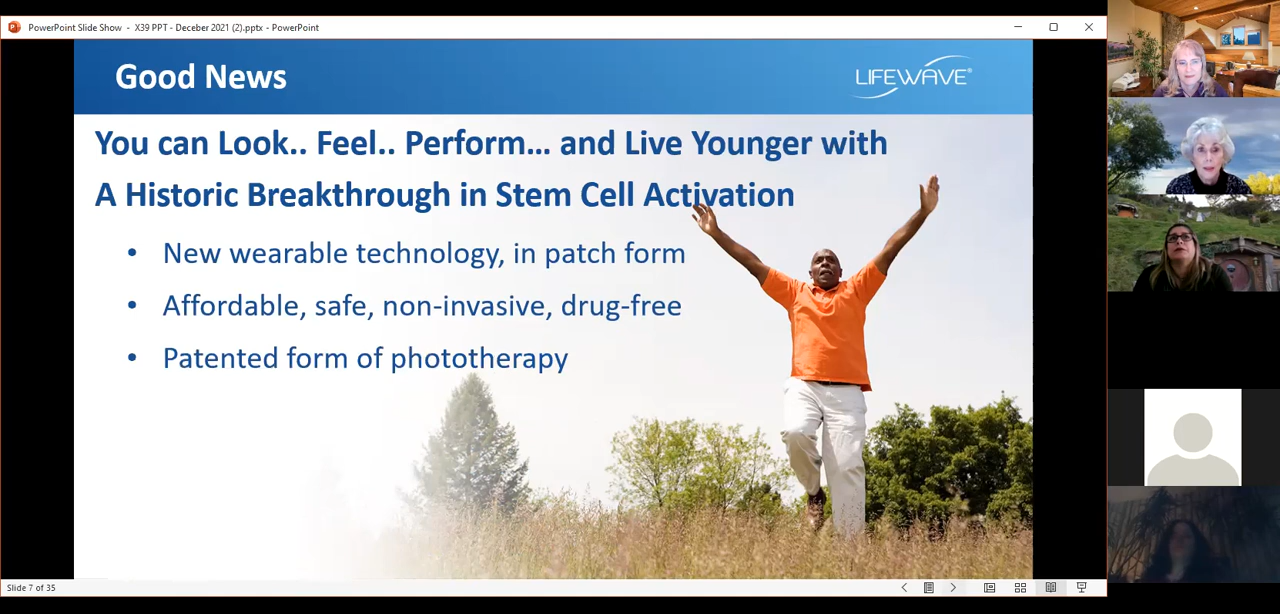 PowerPoint Slide Show - X39 PPT - Deceber 2021 (2).pptx - PowerPoint
Good News
LIFEWAVE®
You can Look.. Feel.. Perform... and Live Younger with
A Historic Breakthrough in Stem Cell Activation
• New wearable technology, in patch form
• Affordable, safe, non-invasive, drug-free
• Patented form of phototherapy
Slide 7 of 35